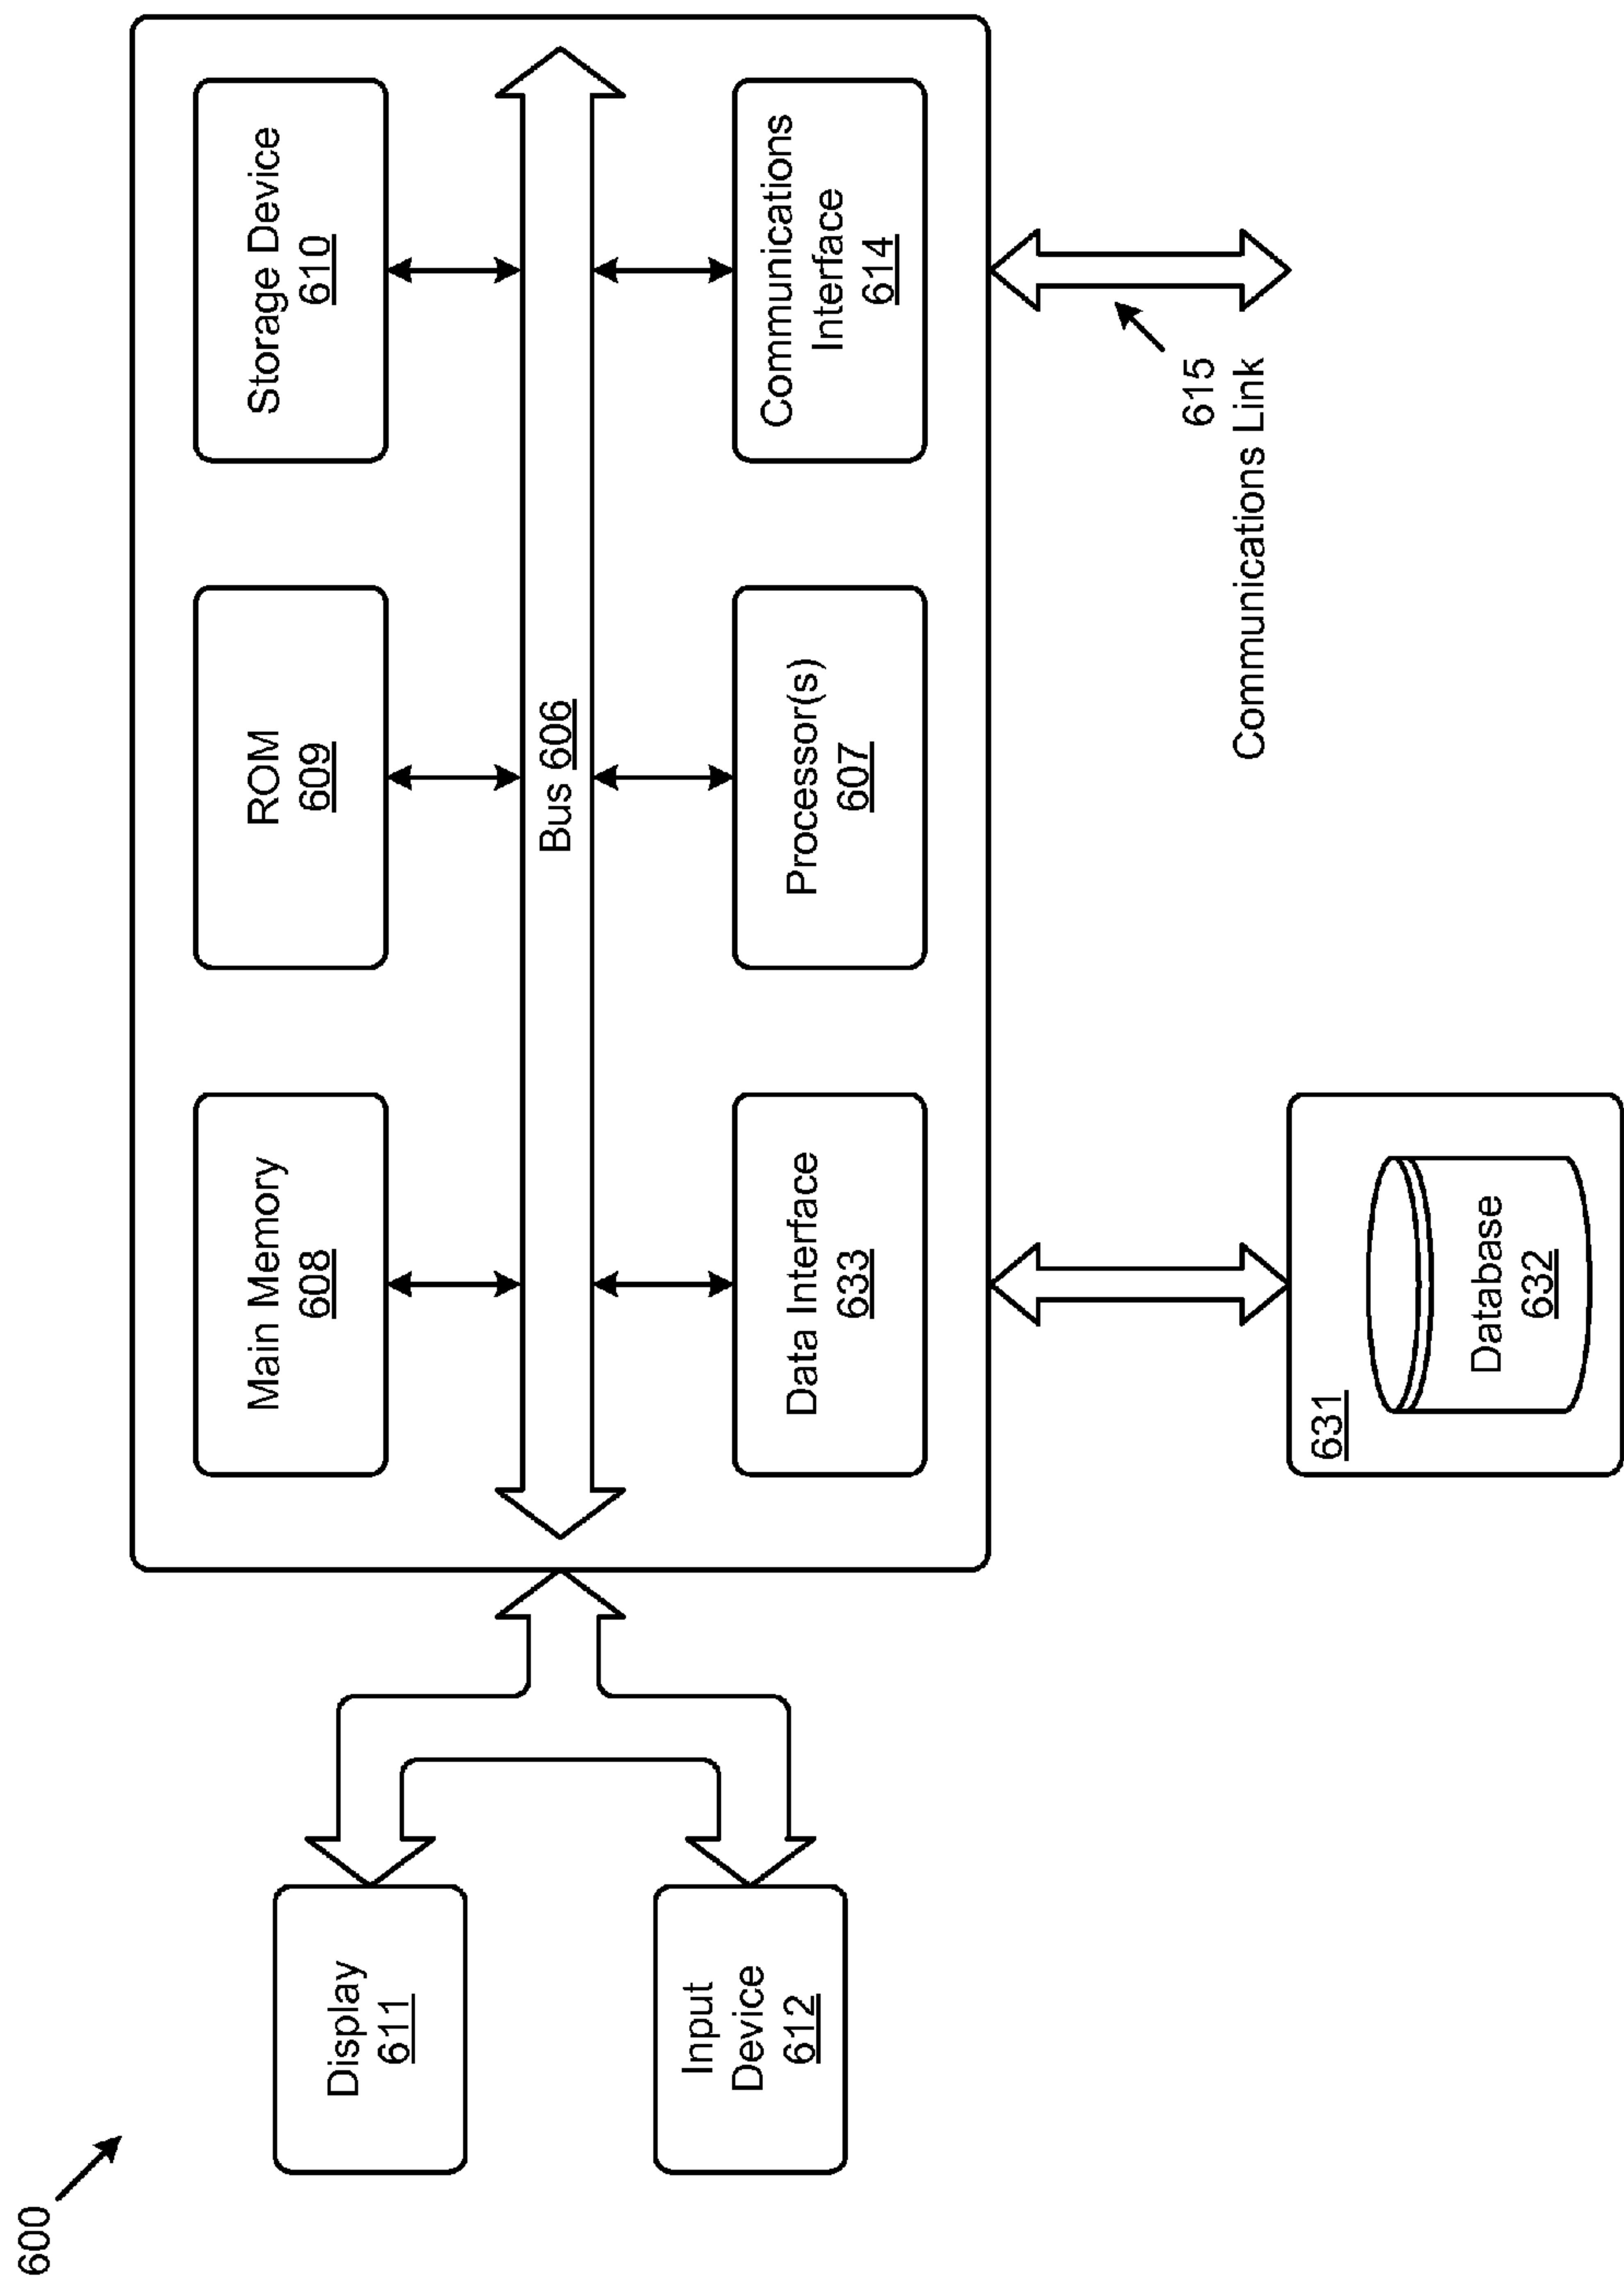 600
Display
611
Input
Device
612
Main Memory
608
ROM
609
Storage Device
610
Bus 606
Data Interface
633
Processor(s)
607
Communications
Interface
614
631
Database
632
615
Communications Link